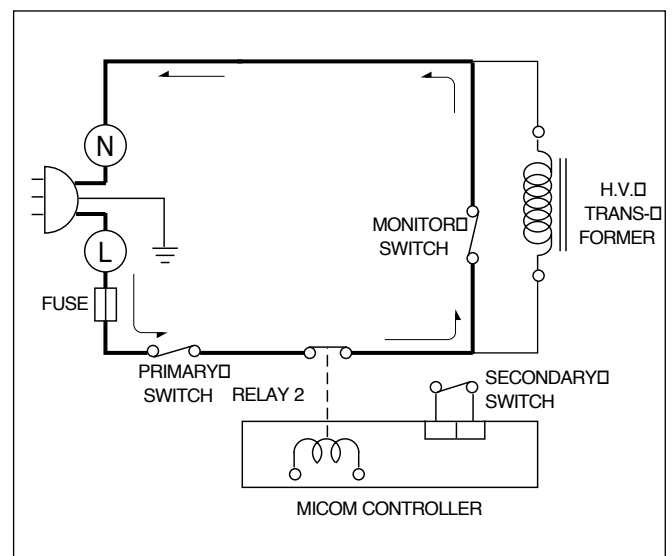 N
H.V.□
TRANS-□
FORMER
MONITOR□
SWITCH
L
FUSE
PRIMARY□
SWITCH
RELAY 2
SECONDARY□
SWITCH
MICOM CONTROLLER